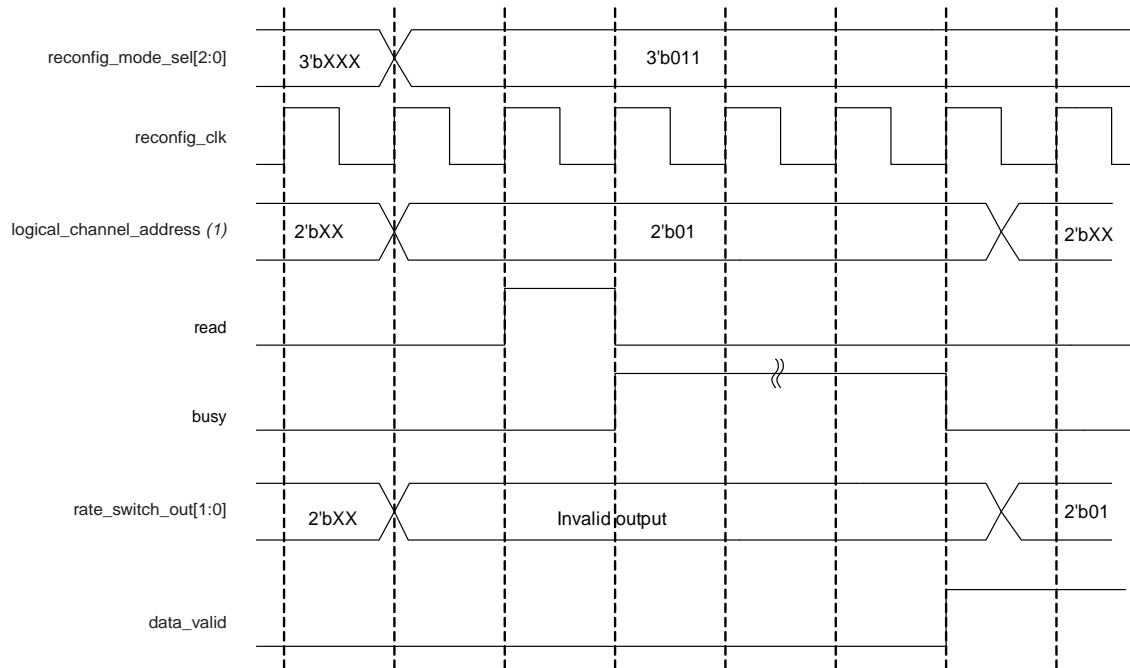 reconfig_mode_sel[2:0]
3'bXXX
3'b011
reconfig_clk
logical_channel_address (1)
2'bXX
2'b01
2'bXX
read
busy
rate_switch_out[1:0]
2'bXX
Invalid output
2'b01
data_valid